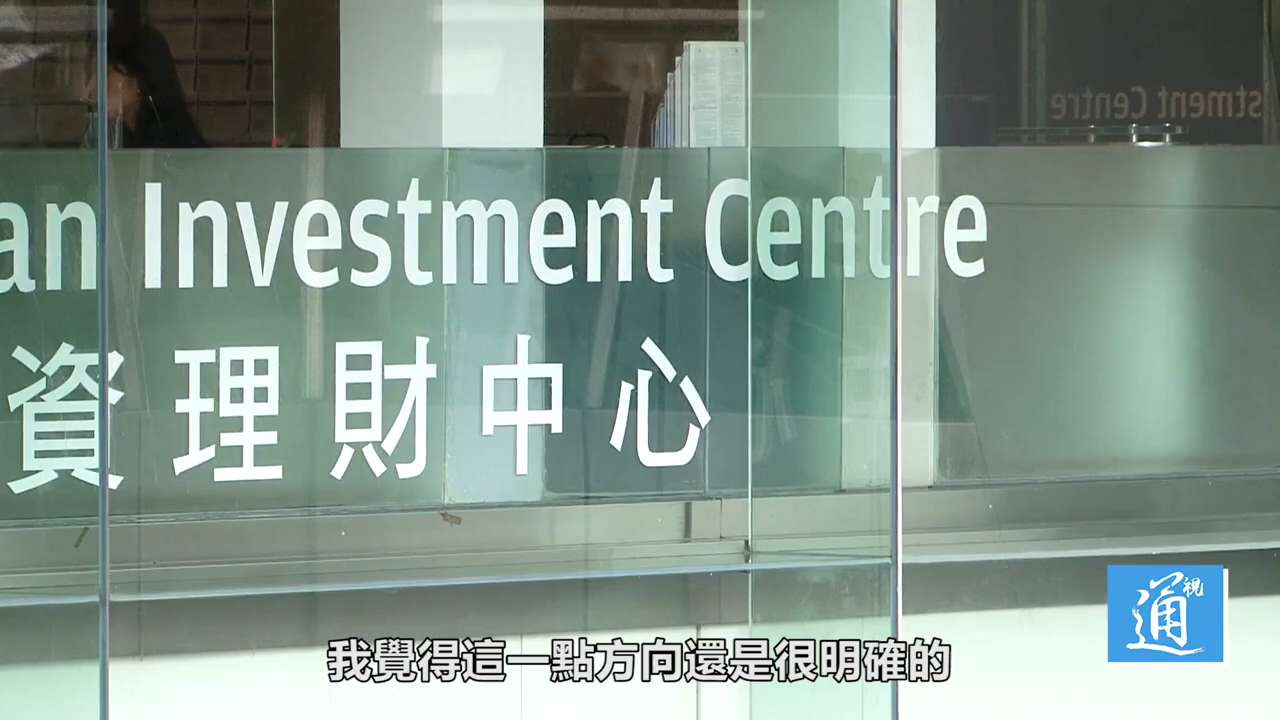 an Investment Centre
資理財中心
stment Centre
我覺得這一點方向還是很明確的
通視